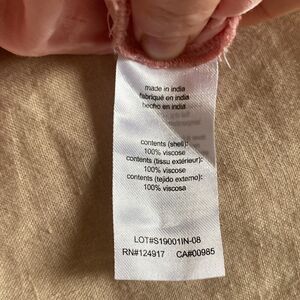 made in india
fabriqué en india
hecho en india
contents (shell):
100% viscose
contents (tissu extérieur):
100% viscose
contents (tejido externo):
100% viscosa
LOT#S19001IN-08
RN#124917 CA#00985